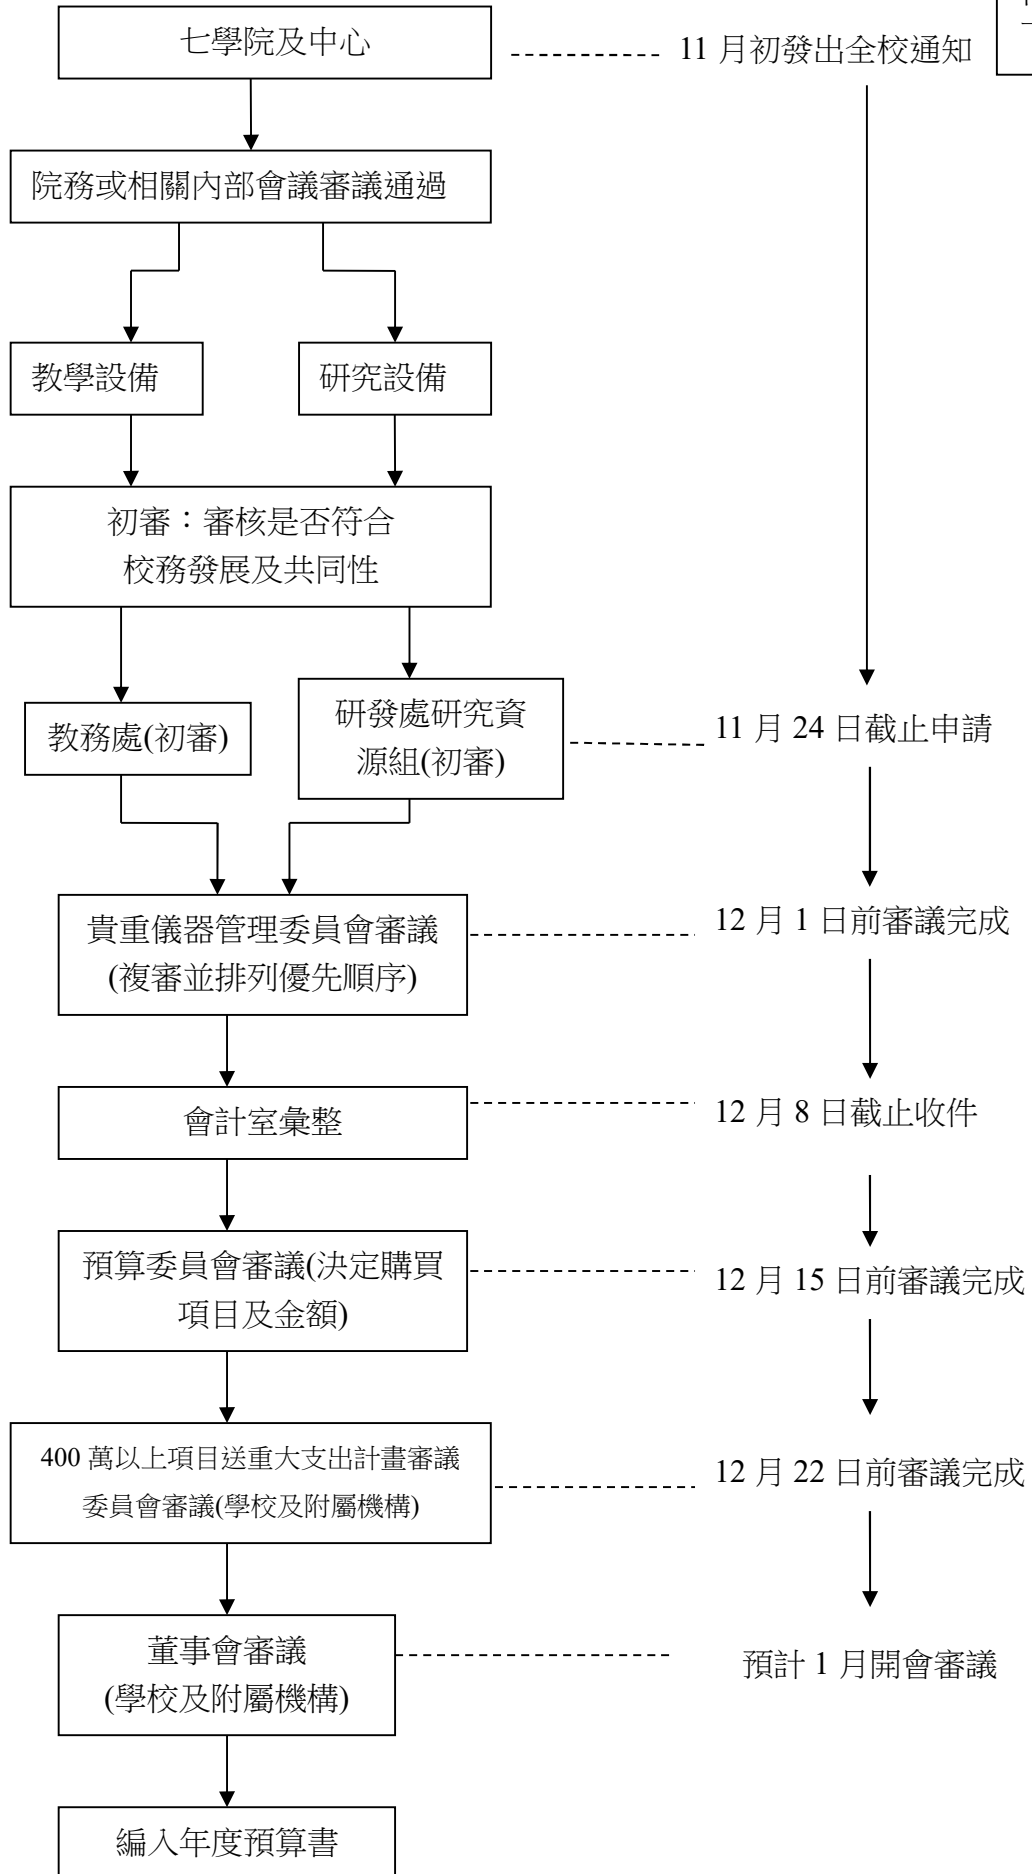 七學院及中心
11 月初發出全校通知
院務或相關內部會議審議通過
教學設備
研究設備
初審：審核是否符合
校務發展及共同性
教務處(初審)
研發處研究資
源組(初審)
11 月 24 日截止申請
貴重儀器管理委員會審議
(複審並排列優先順序)
12 月 1 日前審議完成
會計室彙整
12 月 8 日截止收件
預算委員會審議(決定購買
項目及金額)
12 月 15 日前審議完成
400 萬以上項目送重大支出計畫審議
委員會審議(學校及附屬機構)
12 月 22 日前審議完成
董事會審議
(學校及附屬機構)
預計 1 月開會審議
編入年度預算書